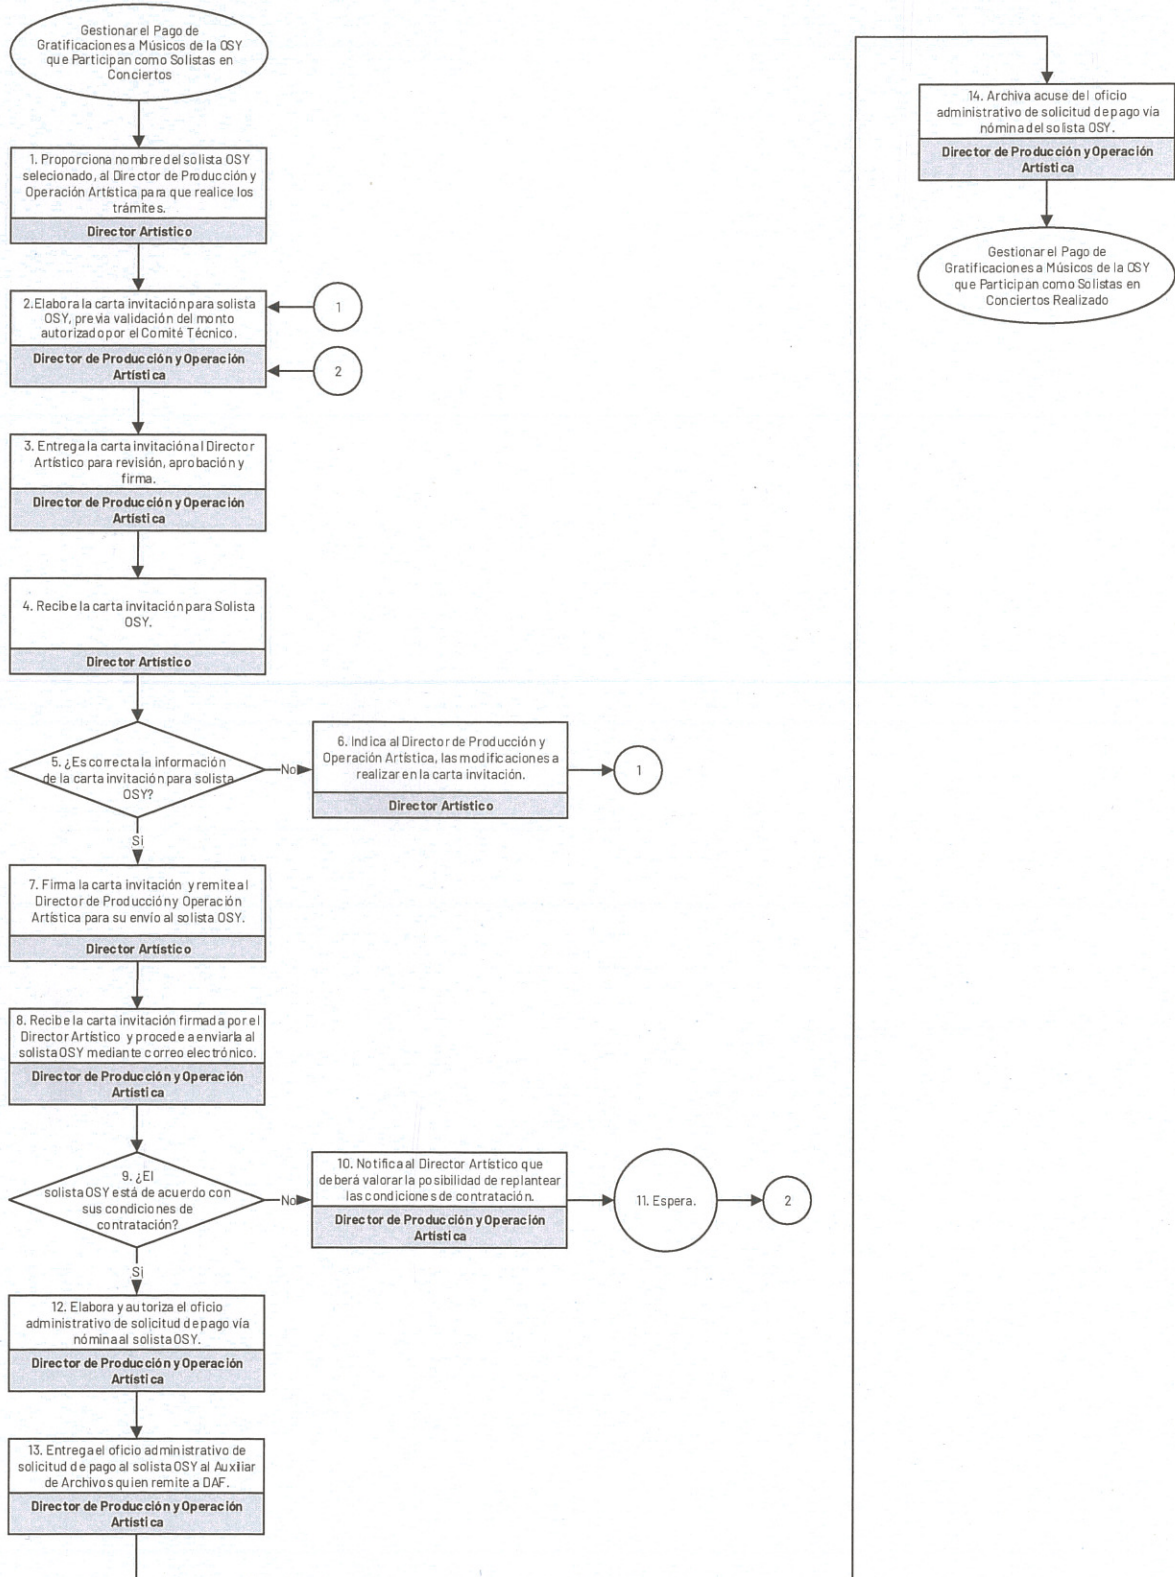 Gestionar el Pago de
Gratificaciones a Músicos de la OSY
que Participan como Solistas en
Conciertos
1. Proporciona nombre del solista OSY
selecionado, al Director de Producción y
Operación Artística para que realice los
trámites.
Director Artístico
2.Elabora la carta invitación para solista
OSY, previa validación del monto
autorizado por el Comité Técnico.
Director de Producción y Operación
Artística
1
2
3. Entrega la carta invitación al Director
Artístico para revisión, aprobación y
firma.
Director de Producción y Operación
Artística
4. Recibe la carta invitación para Solista
OSY.
Director Artístico
5. ¿Es correcta la información
de la carta invitación para solista
OSY?
No
6. Indica al Director de Producción y
Operación Artística, las modificaciones a
realizar en la carta invitación.
Director Artístico
1
Si
7. Firma la carta invitación y remite al
Director de Producción y Operación
Artística para su envío al solista OSY.
Director Artístico
8. Recibe la carta invitación firmada por el
Director Artístico y procede a enviarla al
solista OSY mediante correo electrónico.
Director de Producción y Operación
Artística
9. ¿El
solista OSY está de acuerdo con
sus condiciones de
contratación?
No
10. Notifica al Director Artístico que
deberá valorar la posibilidad de replantear
las condiciones de contratación.
Director de Producción y Operación
Artística
11. Espera.
2
Si
12. Elabora y autoriza el oficio
administrativo de solicitud de pago vía
nómina al solista OSY.
Director de Producción y Operación
Artística
13. Entrega el oficio administrativo de
solicitud de pago al solista OSY al Auxiliar
de Archivos quien remite a DAF.
Director de Producción y Operación
Artística
14. Archiva acuse del oficio
administrativo de solicitud de pago vía
nómina del solista OSY.
Director de Producción y Operación
Artística
Gestionar el Pago de
Gratificaciones a Músicos de la OSY
que Participan como Solistas en
Conciertos Realizado